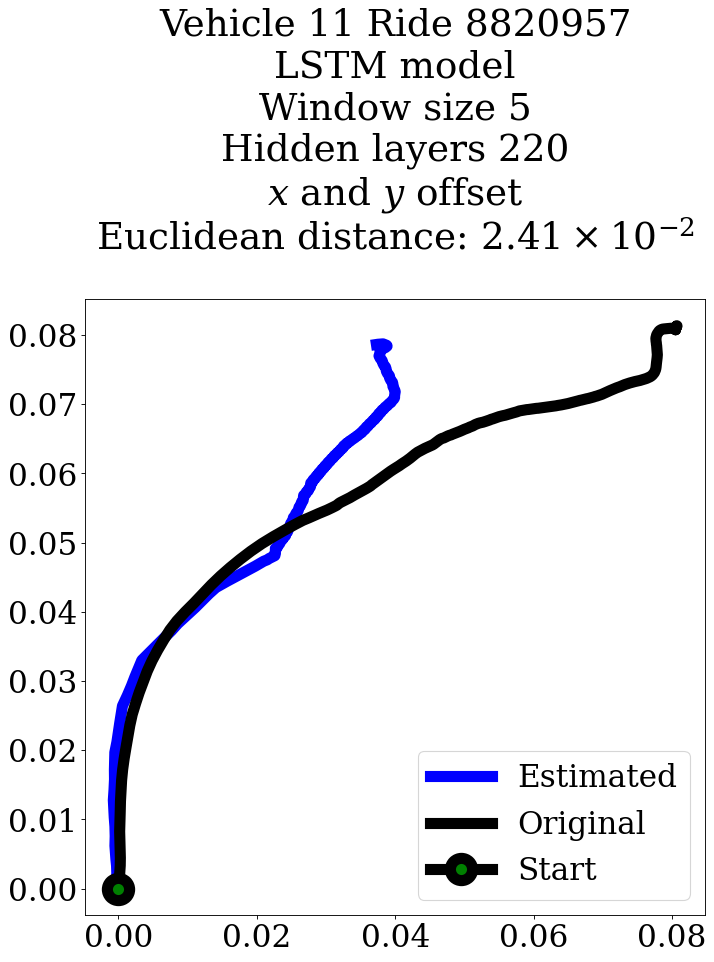 Vehicle 11 Ride 8820957
LSTM model
Window size 5
Hidden layers 220
x and y offset
Euclidean distance: 2.41 × 10⁻²
0.08
0.07
0.06
0.05
0.04
0.03
0.02
0.01
0.00
Estimated
Original
Start
0.00 0.02 0.04 0.06 0.08